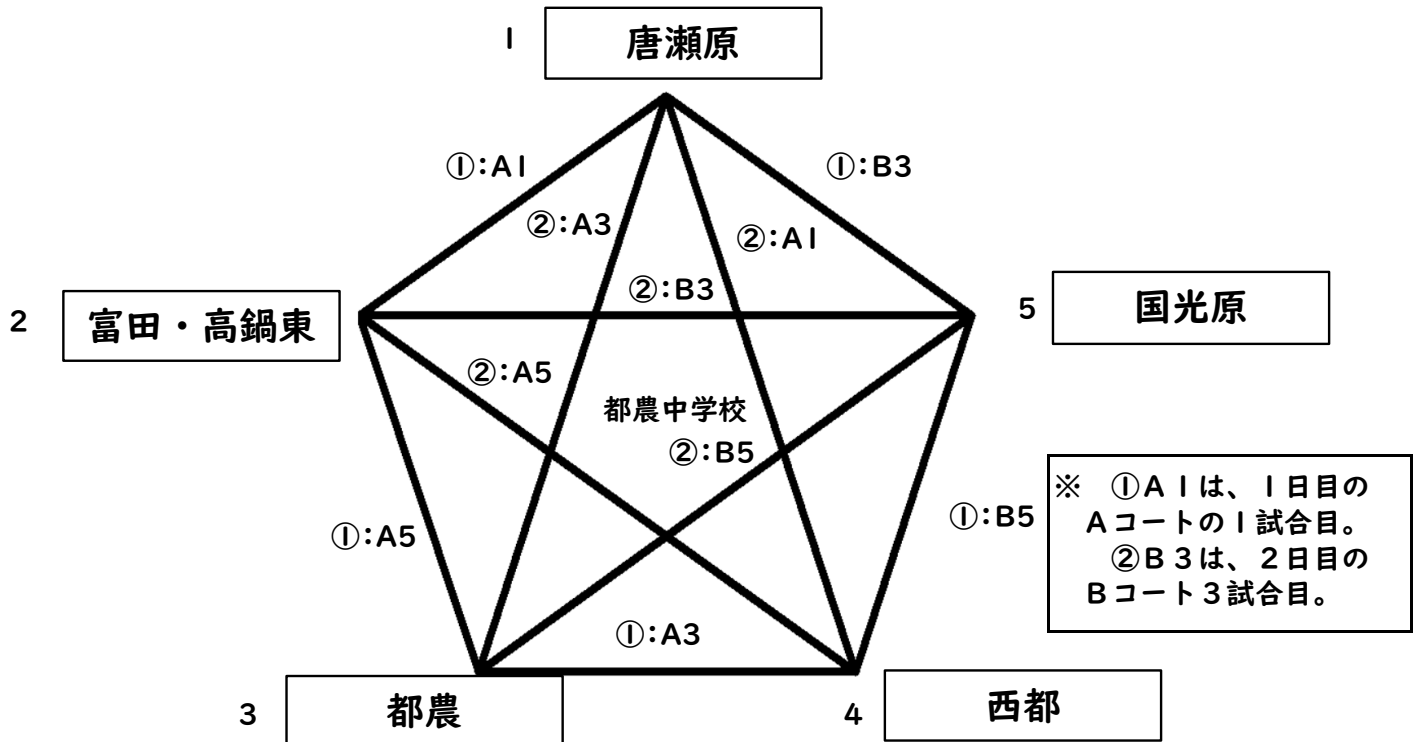 1
唐瀬原
①:A1
①:B3
②:A3
②:A1
②:B3
2
富田・高鍋東
5
国光原
②:A5
都農中学校
②:B5
①:A5
①:B5
※ ①A1は、1日目の
Aコートの1試合目。
②B3は、2日目の
Bコート3試合目。
①:A3
3
都農
4
西都